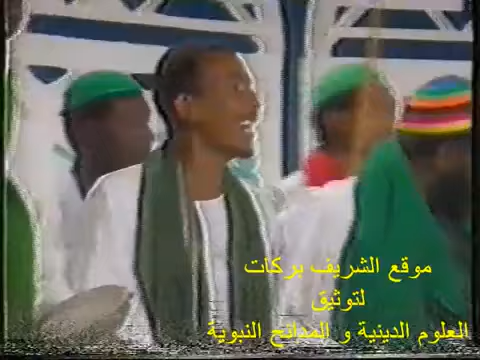 موقع الشريف بركات
لتوثيق
العلوم الدينية و المدائح النبوية